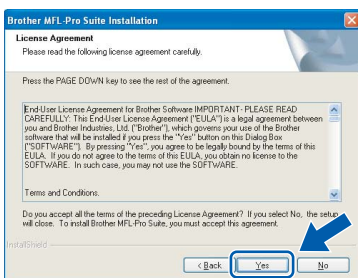 Brother MFL-Pro Suite Installation
License Agreement
Please read the following license agreement carefully.
Press the PAGE DOWN key to see the rest of the agreement.
End-User License Agreement for Brother Software IMPORTANT- PLEASE READ
CAREFULLY: This End-User License Agreement ("EULA") is a legal agreement between
you and Brother Industries, Ltd. ("Brother"), which governs your use of the Brother
software that will be installed if you press the "Yes" button on this Dialog Box
("SOFTWARE"). By pressing "Yes", you agree to be legally bound by the terms of this
EULA. If you do not agree to the terms of this EULA, you obtain no license to the
SOFTWARE. In such case, you may not use the SOFTWARE.
Terms and Conditions.
Do you accept all the terms of the preceding License Agreement? If you select No, the setup
will close. To install Brother MFL-Pro Suite, you must accept this agreement.
InstallShield
< Back
Yes
No